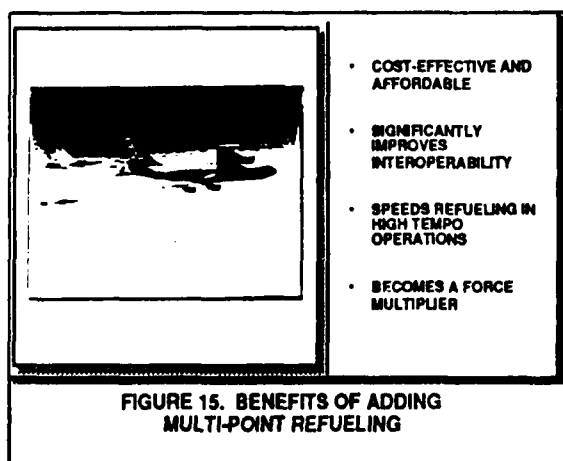 • COST-EFFECTIVE AND
AFFORDABLE
• SIGNIFICANTLY
IMPROVES
INTEROPERABILITY
• SPEEDS REFUELING IN
HIGH TEMPO
OPERATIONS
• BECOMES A FORCE
MULTIPLIER
FIGURE 15. BENEFITS OF ADDING
MULTI-POINT REFUELING